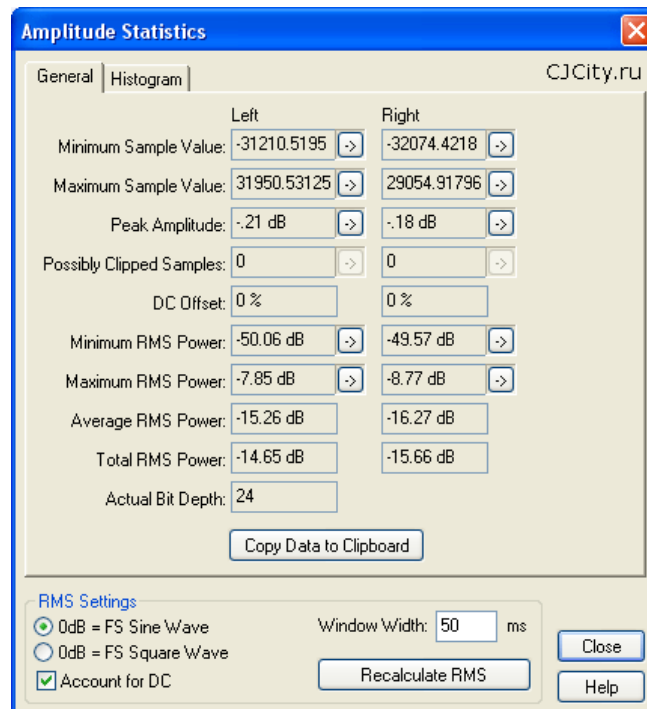 Amplitude Statistics
General Histogram CJCity.ru
Left Right
Minimum Sample Value: -31210.5195 -> -32074.4218 ->
Maximum Sample Value: 31950.53125 -> 29054.91796 ->
Peak Amplitude: -.21 dB -> -.18 dB ->
Possibly Clipped Samples: 0 -> 0 ->
DC Offset: 0 % 0 %
Minimum RMS Power: -50.06 dB -> -49.57 dB ->
Maximum RMS Power: -7.85 dB -> -8.77 dB ->
Average RMS Power: -15.26 dB -16.27 dB
Total RMS Power: -14.65 dB -15.66 dB
Actual Bit Depth: 24
Copy Data to Clipboard
RMS Settings
0dB = FS Sine Wave Window Width: 50 ms
0dB = FS Square Wave Close
Account for DC Recalculate RMS Help